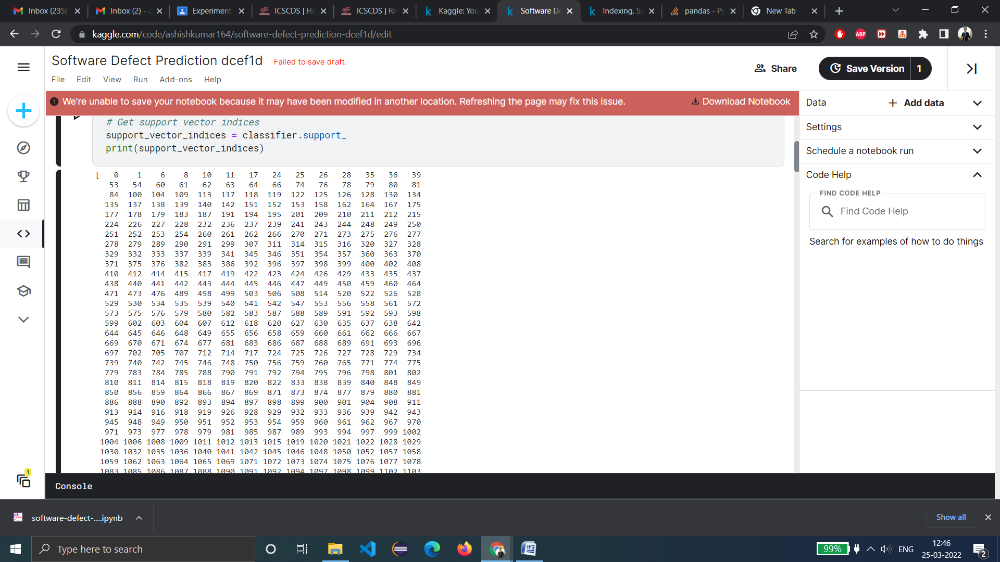 Inbox (235)
Inbox (2) -
Experiment
ICSCDS | Ho
ICSCDS | Re
Kaggle: You
Software De
Indexing, Se
pandas - Py
New Tab
kaggle.com/code/ashishkumar164/software-defect-prediction-dcef1d/edit
ABP
Software Defect Prediction dcef1d
Failed to save draft.
File Edit View Run Add-ons Help
Share
Save Version 1
We're unable to save your notebook because it may have been modified in another location. Refreshing the page may fix this issue.
Download Notebook
Data
+ Add data
Settings
Schedule a notebook run
Code Help
FIND CODE HELP
Find Code Help
Search for examples of how to do things
# Get support vector indices
support_vector_indices = classifier.support_
print(support_vector_indices)
[ 0 1 6 8 10 11 17 24 25 26 28 35 36 39
53 54 60 61 62 63 64 66 74 76 78 79 80 81
84 100 104 109 113 117 118 119 122 125 126 128 130 134
135 137 138 139 140 142 151 152 153 158 162 164 167 175
177 178 179 183 187 191 194 195 201 209 210 211 212 215
224 226 227 228 232 236 237 239 241 243 244 248 249 250
251 252 253 254 260 261 262 266 270 271 273 275 276 277
278 279 289 290 291 299 307 311 314 315 316 320 327 328
329 332 333 337 339 341 345 346 351 354 357 360 363 370
371 375 376 382 383 386 392 396 397 398 399 400 402 408
410 412 414 415 417 419 422 423 424 426 429 433 435 437
438 440 441 442 443 444 445 446 447 449 450 459 460 464
471 473 476 489 498 499 503 506 508 514 520 522 526 528
529 530 534 535 539 540 541 542 547 553 556 558 561 572
573 575 576 579 580 582 583 587 588 589 591 592 593 598
599 602 603 604 607 612 618 620 627 630 635 637 638 642
644 645 646 648 649 655 656 658 659 660 661 662 666 667
669 670 671 674 677 681 683 686 687 688 689 691 693 696
697 702 705 707 712 714 717 724 725 726 727 728 729 734
739 740 742 745 746 748 750 756 759 760 765 771 774 775
779 783 784 785 788 790 791 792 794 795 796 798 801 802
810 811 814 815 818 819 820 822 833 838 839 840 848 849
850 856 859 864 866 867 869 871 873 874 877 879 880 881
886 888 890 892 893 894 897 898 899 900 901 904 908 911
913 914 916 918 919 926 928 929 932 933 936 939 942 943
945 948 949 950 951 952 953 954 959 960 961 962 967 970
971 973 977 978 979 981 985 987 989 993 994 997 999 1002
1004 1006 1008 1009 1011 1012 1013 1015 1019 1020 1021 1022 1028 1029
1030 1032 1035 1036 1040 1041 1042 1045 1046 1048 1050 1052 1057 1058
1059 1062 1063 1064 1065 1069 1071 1072 1073 1074 1075 1076 1077 1078
1083 1085 1086 1087 1088 1090 1091 1092 1094 1097 1098 1099 1102 1103
1
Console
software-defect-....ipynb
Show all
Type here to search
99%
ENG
12:46
25-03-2022
2